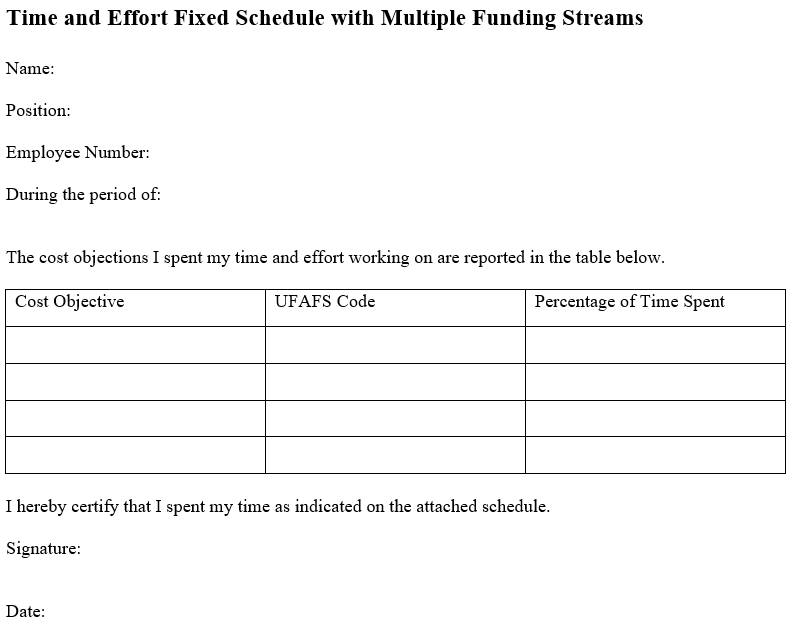 Time and Effort Fixed Schedule with Multiple Funding Streams
Name:
Position:
Employee Number:
During the period of:
The cost objections I spent my time and effort working on are reported in the table below.
Cost Objective UFAFS Code Percentage of Time Spent
I hereby certify that I spent my time as indicated on the attached schedule.
Signature:
Date: